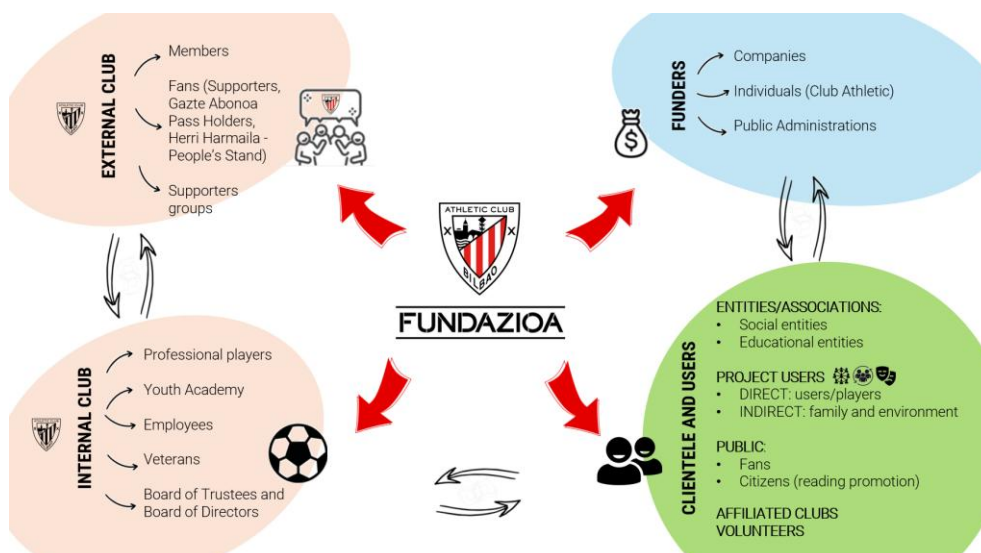 EXTERNAL CLUB
Members
Fans (Supporters,
Gazte Abonoa
Pass Holders,
Herri Harmaila -
People's Stand)
Supporters
groups
FUNDERS
Companies
Individuals (Club Athletic)
Public Administrations
ATHLETIC CLUB
BILBAO
FUNDAZIOA
INTERNAL CLUB
Professional players
Youth Academy
Employees
Veterans
Board of Trustees and
Board of Directors
CLIENTELE AND USERS
ENTITIES/ASSOCIATIONS:
• Social entities
• Educational entities
PROJECT USERS
• DIRECT: users/players
• INDIRECT: family and environment
PUBLIC:
• Fans
• Citizens (reading promotion)
AFFILIATED CLUBS
VOLUNTEERS